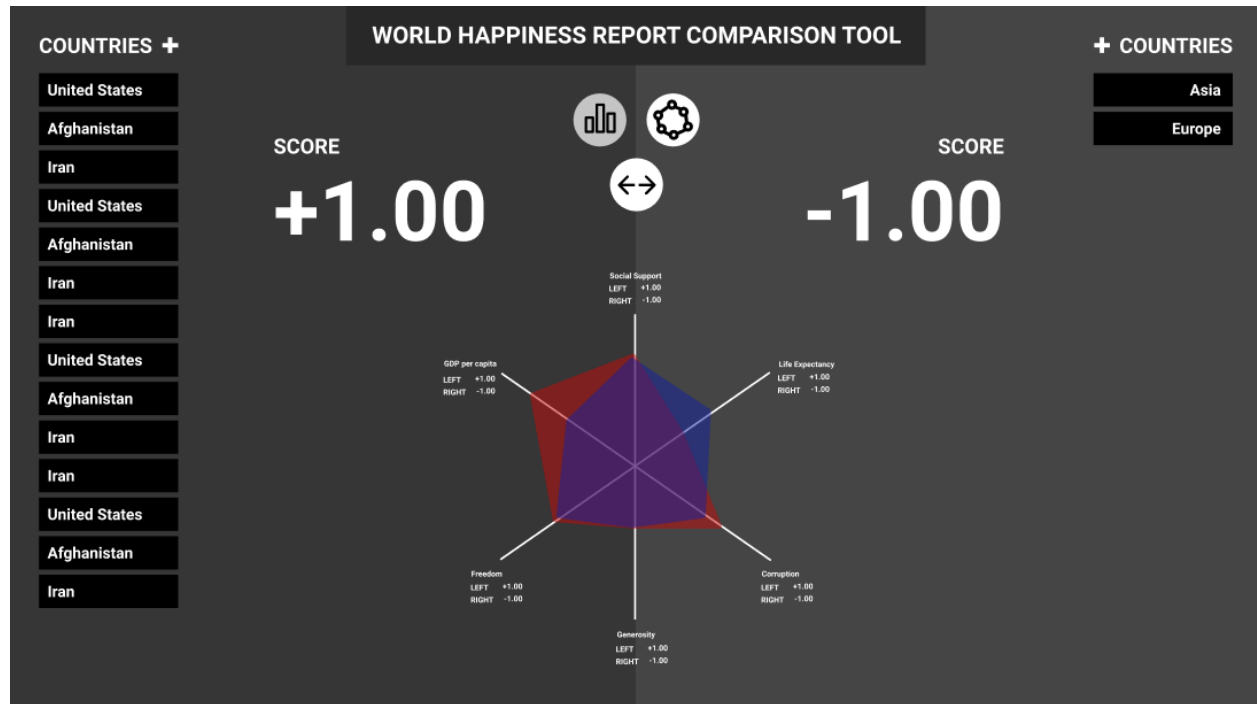 WORLD HAPPINESS REPORT COMPARISON TOOL
COUNTRIES +
United States
Afghanistan
Iran
United States
Afghanistan
Iran
Iran
United States
Afghanistan
Iran
Iran
United States
Afghanistan
Iran
SCORE
+1.00
SCORE
-1.00
+ COUNTRIES
Asia
Europe
Social Support
LEFT +1.00
RIGHT -1.00
GDP per capita
LEFT +1.00
RIGHT -1.00
Life Expectancy
LEFT +1.00
RIGHT -1.00
Freedom
LEFT +1.00
RIGHT -1.00
Corruption
LEFT +1.00
RIGHT -1.00
Generosity
LEFT +1.00
RIGHT -1.00